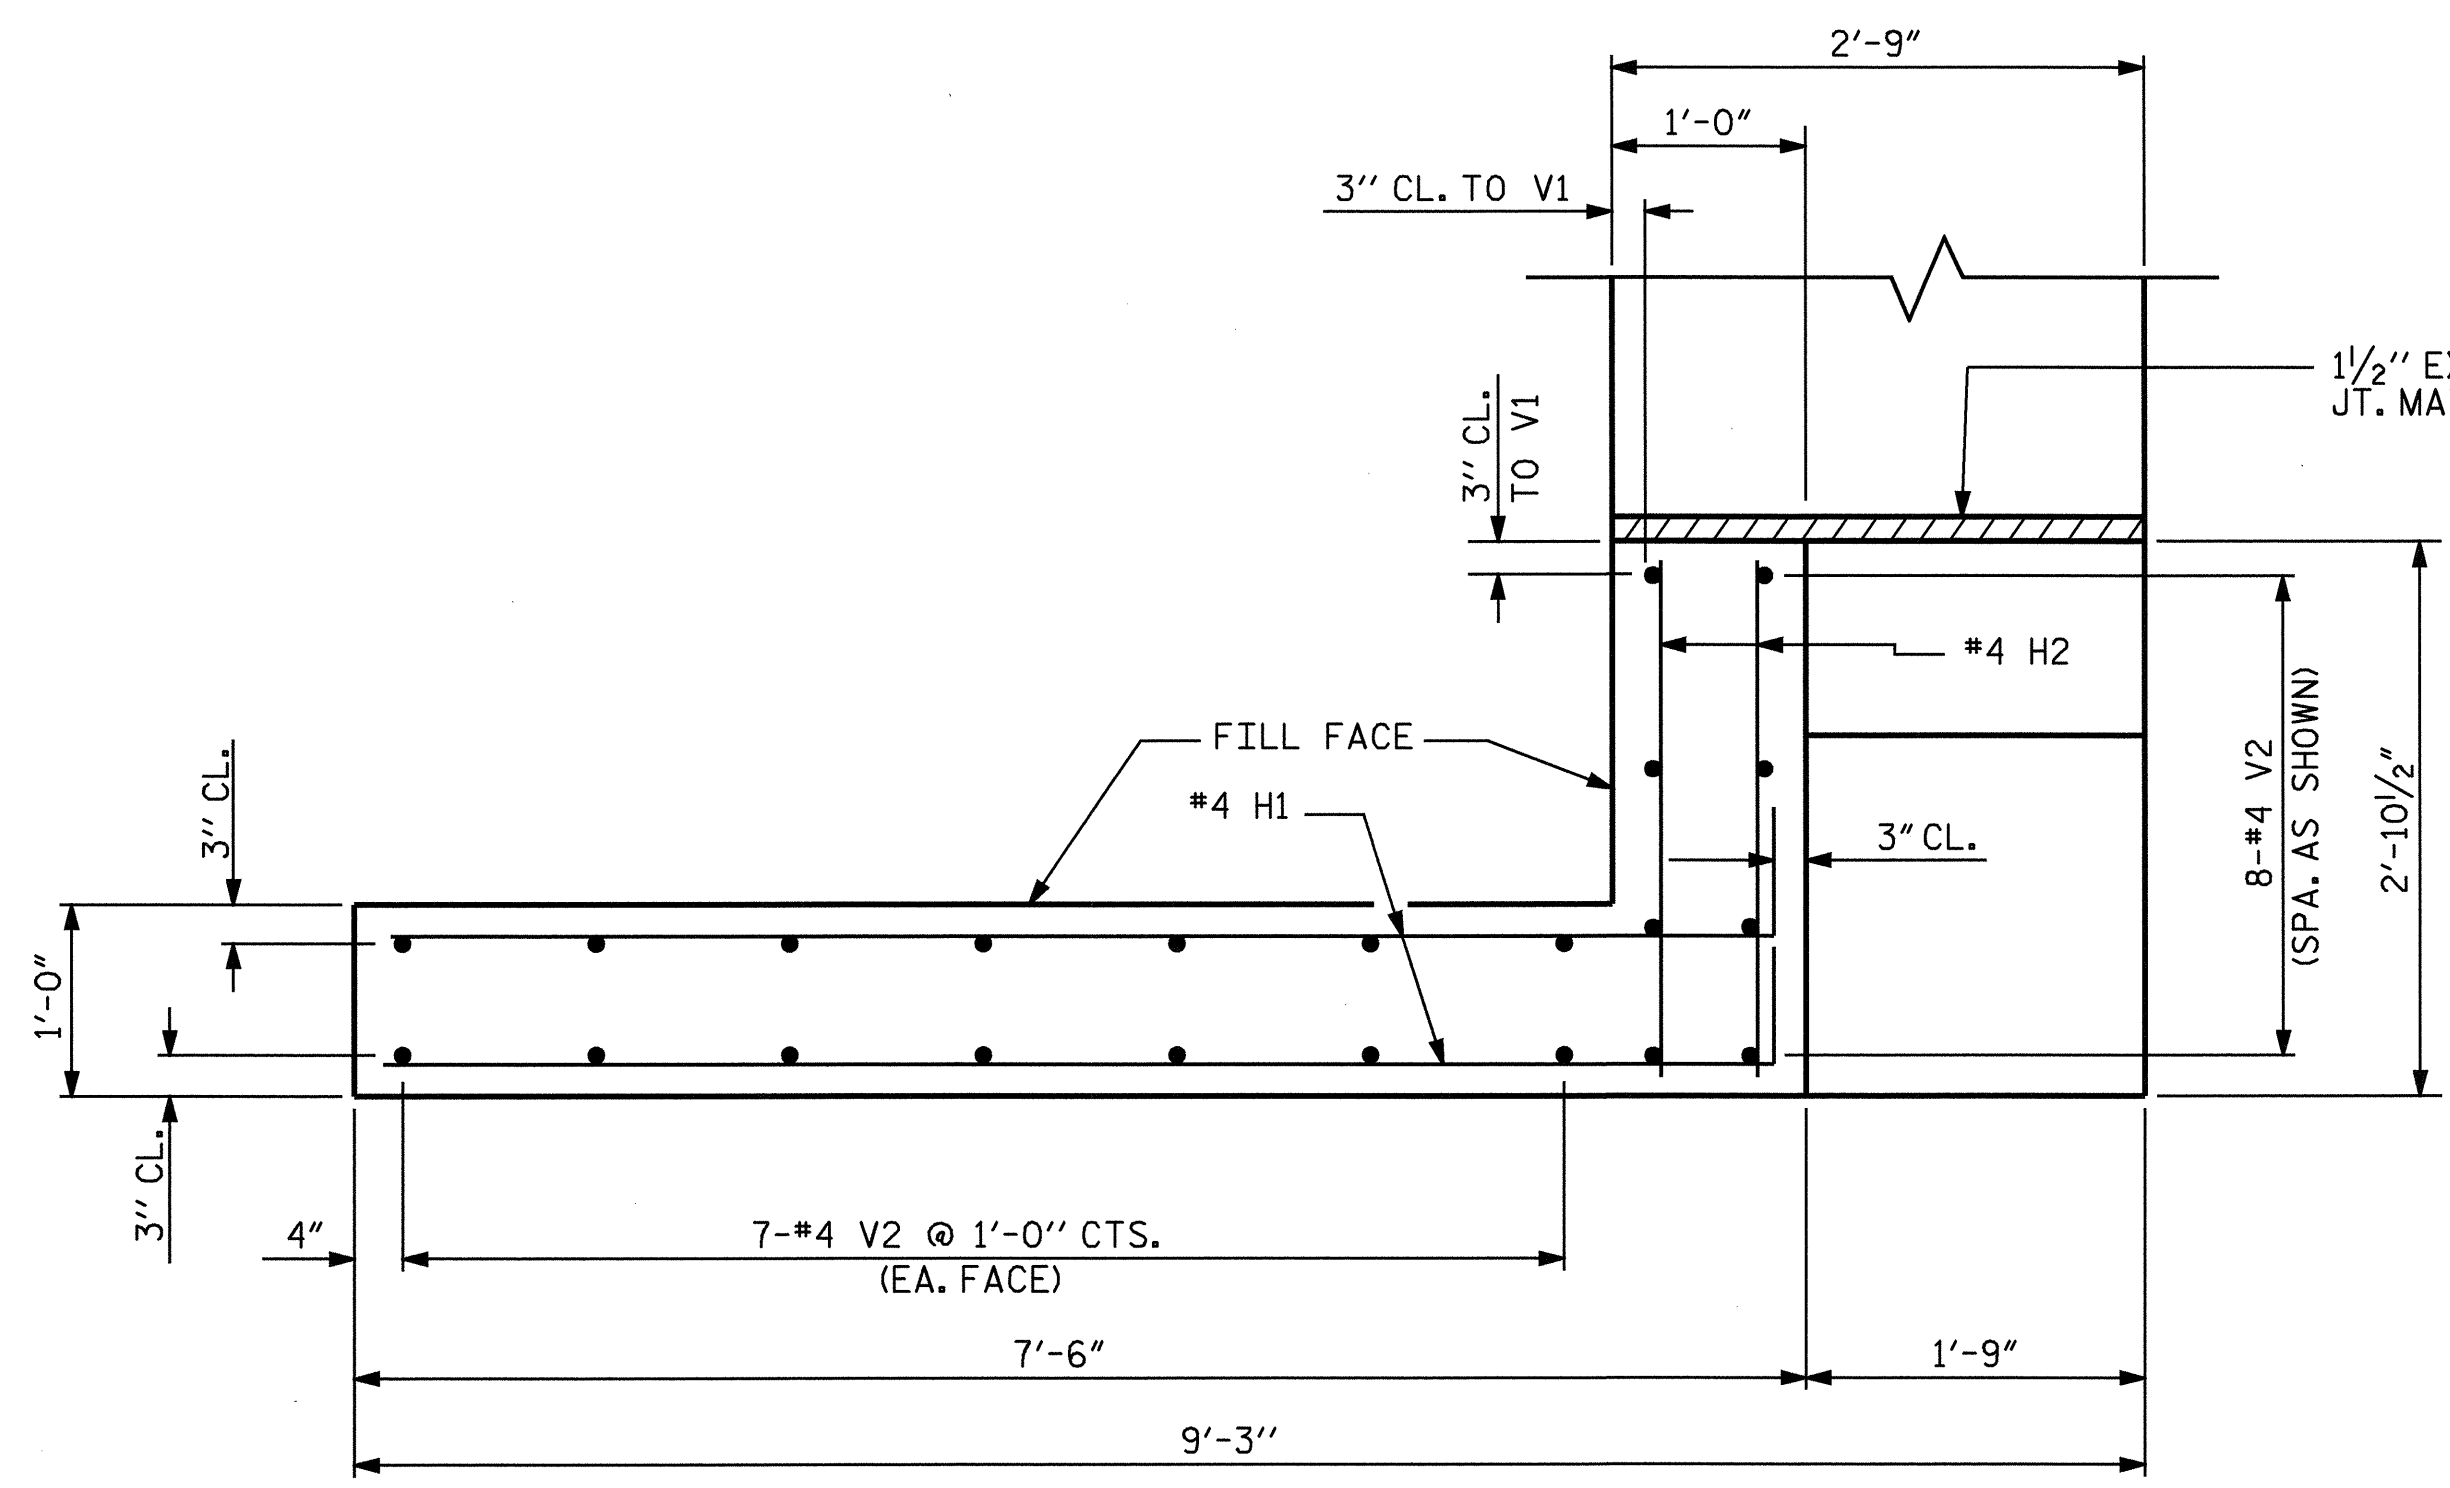 2'-9"
1'-0"
3" CL. TO V1
1½" EX
JT. MA
3" CL.
TO V1
#4 H2
FILL FACE
#4 H1
3" CL.
3" CL.
8-#4 V2
(SPA. AS SHOWN)
2'-10½"
1'-0"
3" CL.
4"
7-#4 V2 @ 1'-0" CTS.
(EA. FACE)
7'-6"
1'-9"
9'-3"